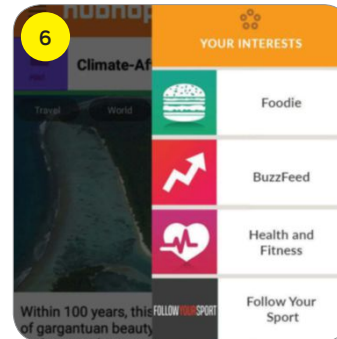 6
hubhop
YOUR INTERESTS
Climate-Af
Travel
World
Foodie
BuzzFeed
Health and
Fitness
FOLLOW YOUR SPORT
Follow Your
Sport
Within 100 years, this
of gargantuan beauty